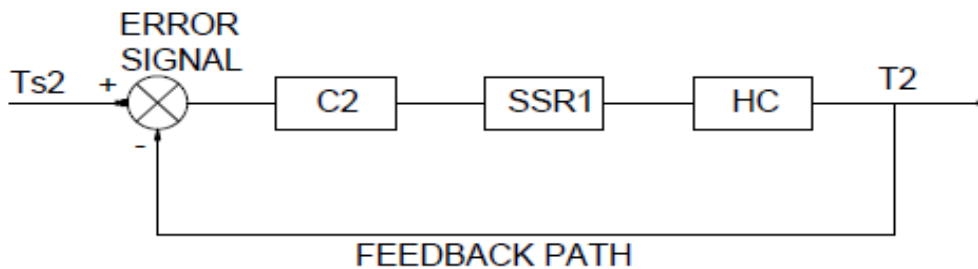 ERROR
SIGNAL
Ts2
+
C2
SSR1
HC
T2
-
FEEDBACK PATH